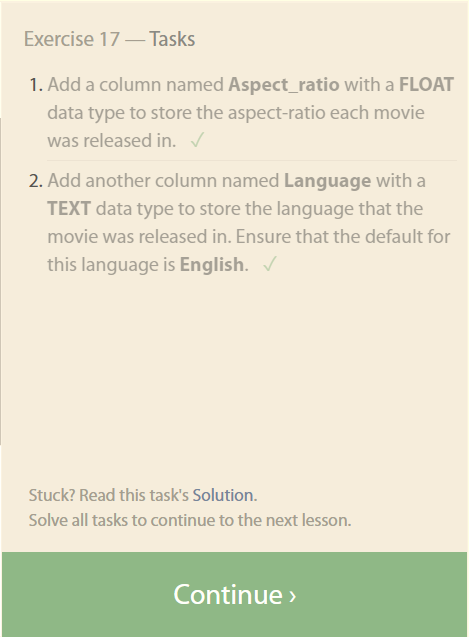 Exercise 17 — Tasks
1. Add a column named Aspect_ratio with a FLOAT
data type to store the aspect-ratio each movie
was released in. ✓
2. Add another column named Language with a
TEXT data type to store the language that the
movie was released in. Ensure that the default for
this language is English. ✓
Stuck? Read this task's Solution.
Solve all tasks to continue to the next lesson.
Continue ›